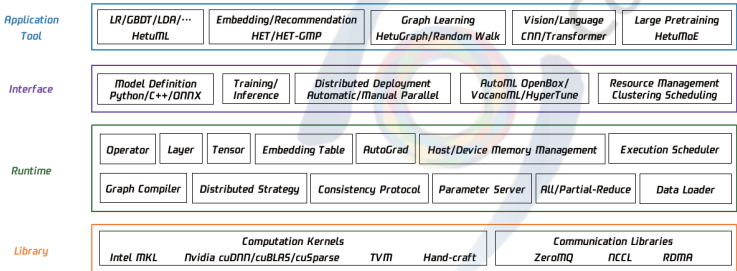 Application
Tool
LR/GBDT/LDA/⋯
HetuML
Embedding/Recommendation
HET/HET-GMP
Graph Learning
HetuGraph/Random Walk
Vision/Language
CNN/Transformer
Large Pretraining
HetuMoE
Interface
Model Definition
Python/C++/ONNX
Training/
Inference
Distributed Deployment
Automatic/Manual Parallel
AutoML OpenBox/
VocanoML/HyperTune
Resource Management
Clustering Scheduling
Runtime
Operator
Layer
Tensor
Embedding Table
AutoGrad
Host/Device Memory Management
Execution Scheduler
Graph Compiler
Distributed Strategy
Consistency Protocol
Parameter Server
All/Partial-Reduce
Data Loader
Library
Computation Kernels
Intel MKL Nvidia cuDNN/cuBLAS/cuSparse TVM Hand-craft
Communication Libraries
ZeroMQ NCCL RDMA